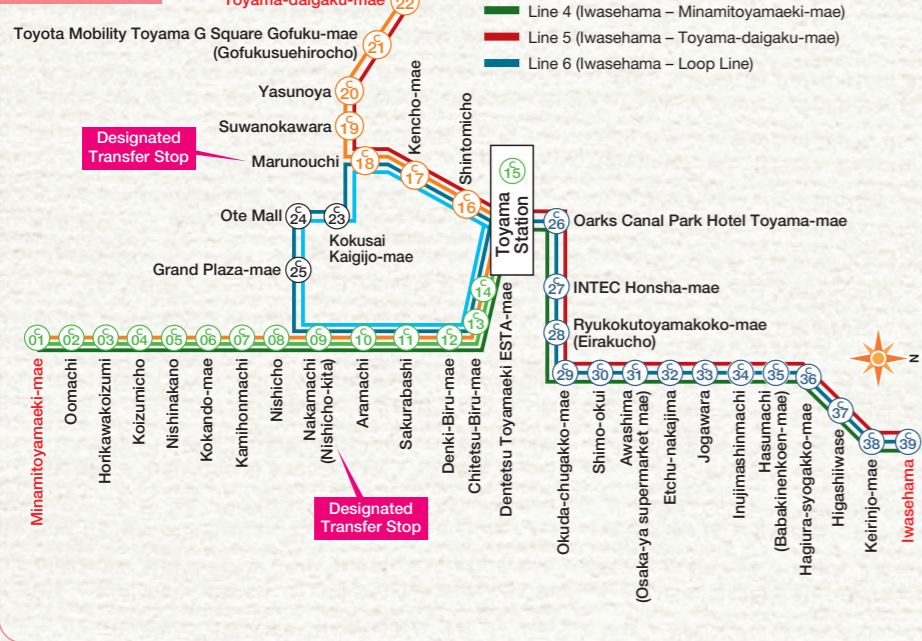 Toyama-daigaku-mae
C
22
Toyota Mobility Toyama G Square Gofuku-mae
(Gofukusuehirocho)
C
21
Yasunoya
C
20
Suwanokawara
C
19
Designated
Transfer Stop
Marunouchi
C
18
Kencho-mae
C
17
Shintomicho
C
16
C
15
Toyama
Station
Line 4 (Iwasehama – Minamitoyamaeki-mae)
Line 5 (Iwasehama – Toyama-daigaku-mae)
Line 6 (Iwasehama – Loop Line)
Ote Mall
C
24
C
23
Kokusai
Kaigijo-mae
Grand Plaza-mae
C
25
C
26
Oarks Canal Park Hotel Toyama-mae
C
27
INTEC Honsha-mae
C
28
Ryukokutoyamakoko-mae
(Eirakucho)
N
C
01
Minamitoyamaeki-mae
C
02
Oomachi
C
03
Horikawakoizumi
C
04
Koizumicho
C
05
Nishinakano
C
06
Kokando-mae
C
07
Kamihonmachi
C
08
Nishicho
C
09
Nakamachi
(Nishicho-kita)
C
10
Aramachi
C
11
Sakurabashi
C
12
Denki-Biru-mae
C
13
Chitetsu-Biru-mae
C
14
Dentetsu Toyamaeki ESTA-mae
Designated
Transfer Stop
C
29
Okuda-chugakko-mae
C
30
Shimo-okui
C
31
Awashima
(Osaka-ya supermarket mae)
C
32
Etchu-nakajima
C
33
Jogawara
C
34
Inujimashinmachi
C
35
Hasumachi
(Babakinenkoen-mae)
C
36
Hagiura-syogakko-mae
C
37
Higashiiwase
C
38
Keirinjo-mae
C
39
Iwasehama